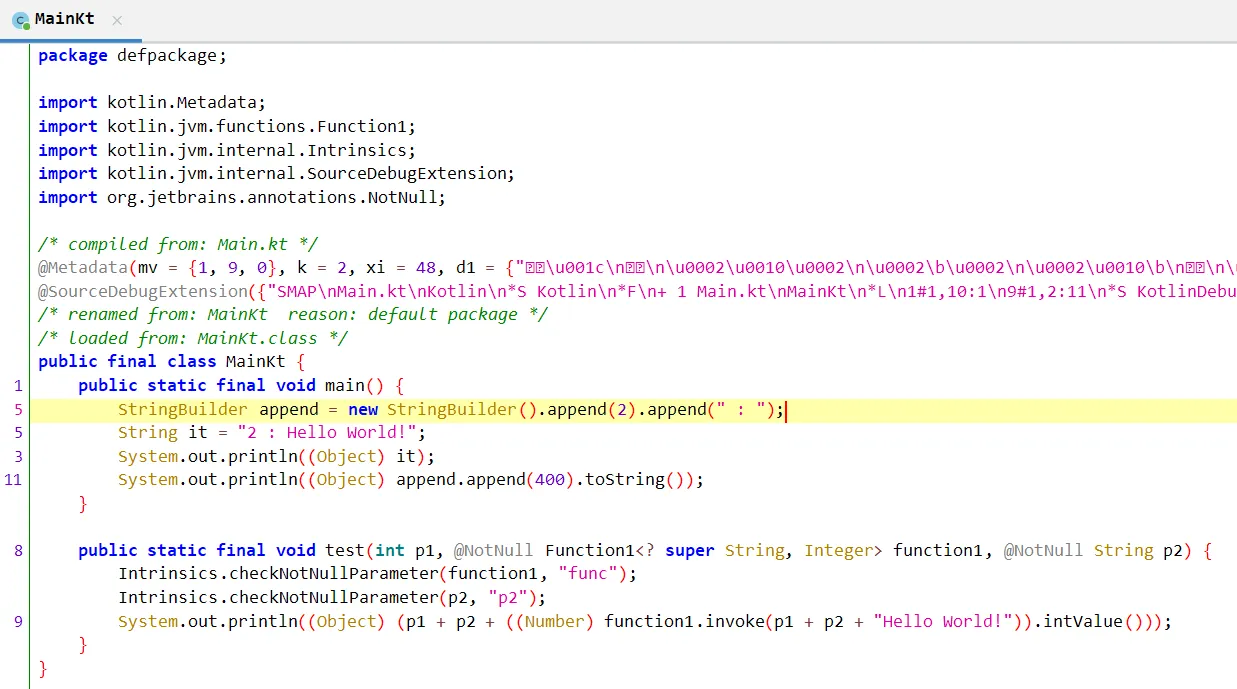 MainKt
package defpackage;
import kotlin.Metadata;
import kotlin.jvm.functions.Function1;
import kotlin.jvm.internal.Intrinsics;
import kotlin.jvm.internal.SourceDebugExtension;
import org.jetbrains.annotations.NotNull;
/* compiled from: Main.kt */
@Metadata(mv = {1, 9, 0}, k = 2, xi = 48, d1 = {"\u001c\n\n\u0002\u0010\u0002\n\u0002\b\u0002\n\u0002\u0010\b\n\n\
@SourceDebugExtension({"SMAP\nMain.kt\nKotlin\n*S Kotlin\n*F\n+ 1 Main.kt\nMainKt\n*L\n1#1,10:1\n9#1,2:11\n*S KotlinDebu
/* renamed from: MainKt  reason: default package */
/* loaded from: MainKt.class */
public final class MainKt {
1 public static final void main() {
5 StringBuilder append = new StringBuilder().append(2).append(" : ");
5 String it = "2 : Hello World!";
3 System.out.println((Object) it);
11 System.out.println((Object) append.append(400).toString());
}
8 public static final void test(int p1, @NotNull Function1<? super String, Integer> function1, @NotNull String p2) {
Intrinsics.checkNotNullParameter(function1, "func");
Intrinsics.checkNotNullParameter(p2, "p2");
9 System.out.println((Object) (p1 + p2 + ((Number) function1.invoke(p1 + p2 + "Hello World!")).intValue()));
}
}